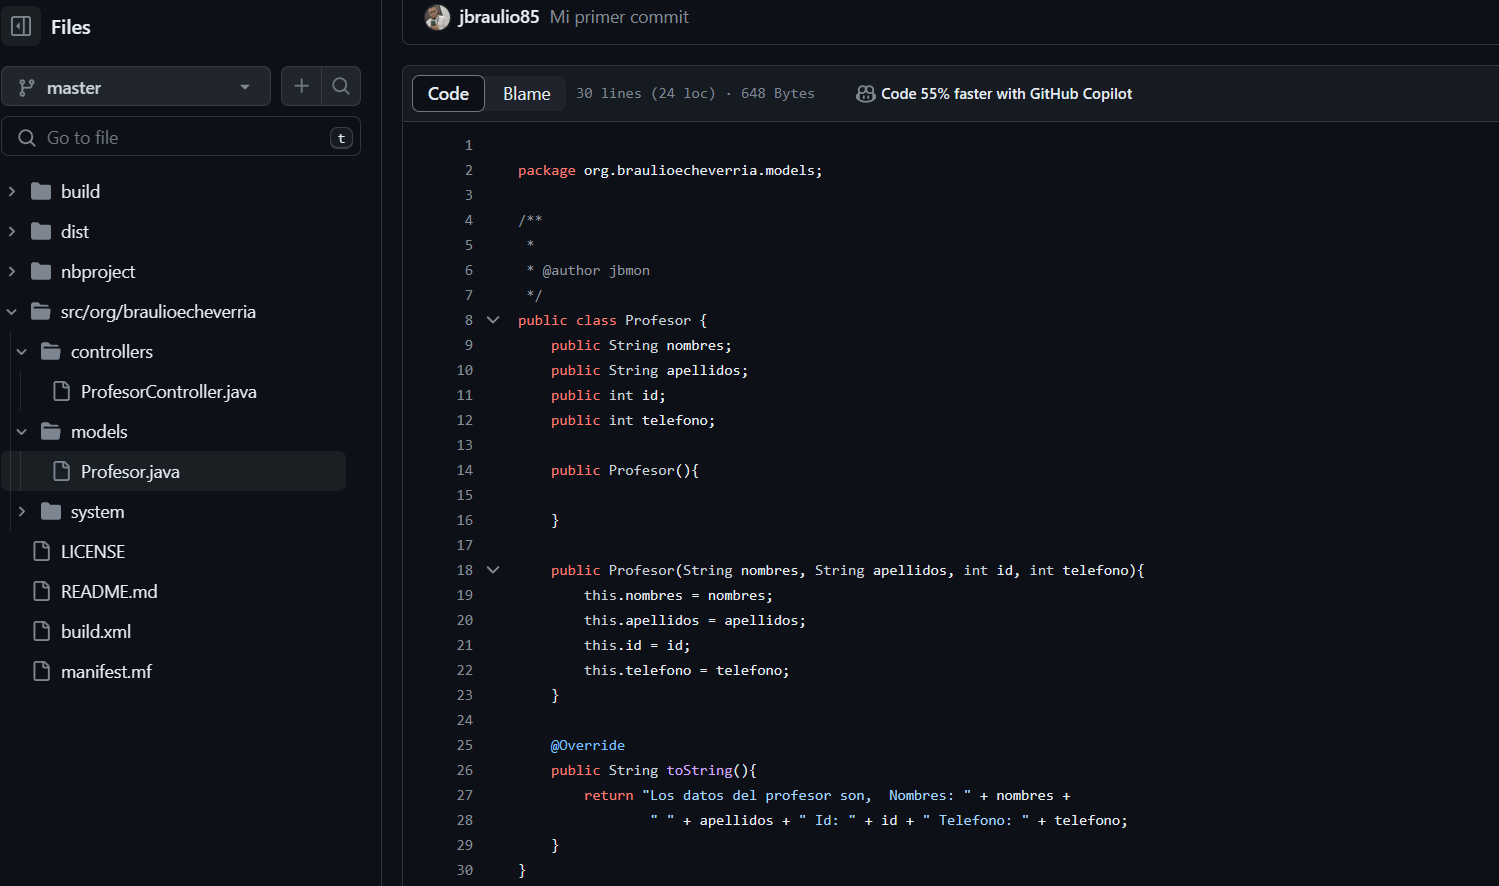 Files
master
Go to file
t
build
dist
nbproject
src/org/braulioecheverria
controllers
ProfesorController.java
models
Profesor.java
system
LICENSE
README.md
build.xml
manifest.mf
jbraulio85 Mi primer commit
Code Blame 30 lines (24 loc) · 648 Bytes Code 55% faster with GitHub Copilot
1
2 package org.braulioecheverria.models;
3
4 /**
5  *
6  * @author jbmon
7  */
8 public class Profesor {
9     public String nombres;
10     public String apellidos;
11     public int id;
12     public int telefono;
13
14     public Profesor(){
15
16     }
17
18     public Profesor(String nombres, String apellidos, int id, int telefono){
19         this.nombres = nombres;
20         this.apellidos = apellidos;
21         this.id = id;
22         this.telefono = telefono;
23     }
24
25     @Override
26     public String toString(){
27         return "Los datos del profesor son,  Nombres: " + nombres +
28                 " " + apellidos + " Id: " + id + " Telefono: " + telefono;
29     }
30 }